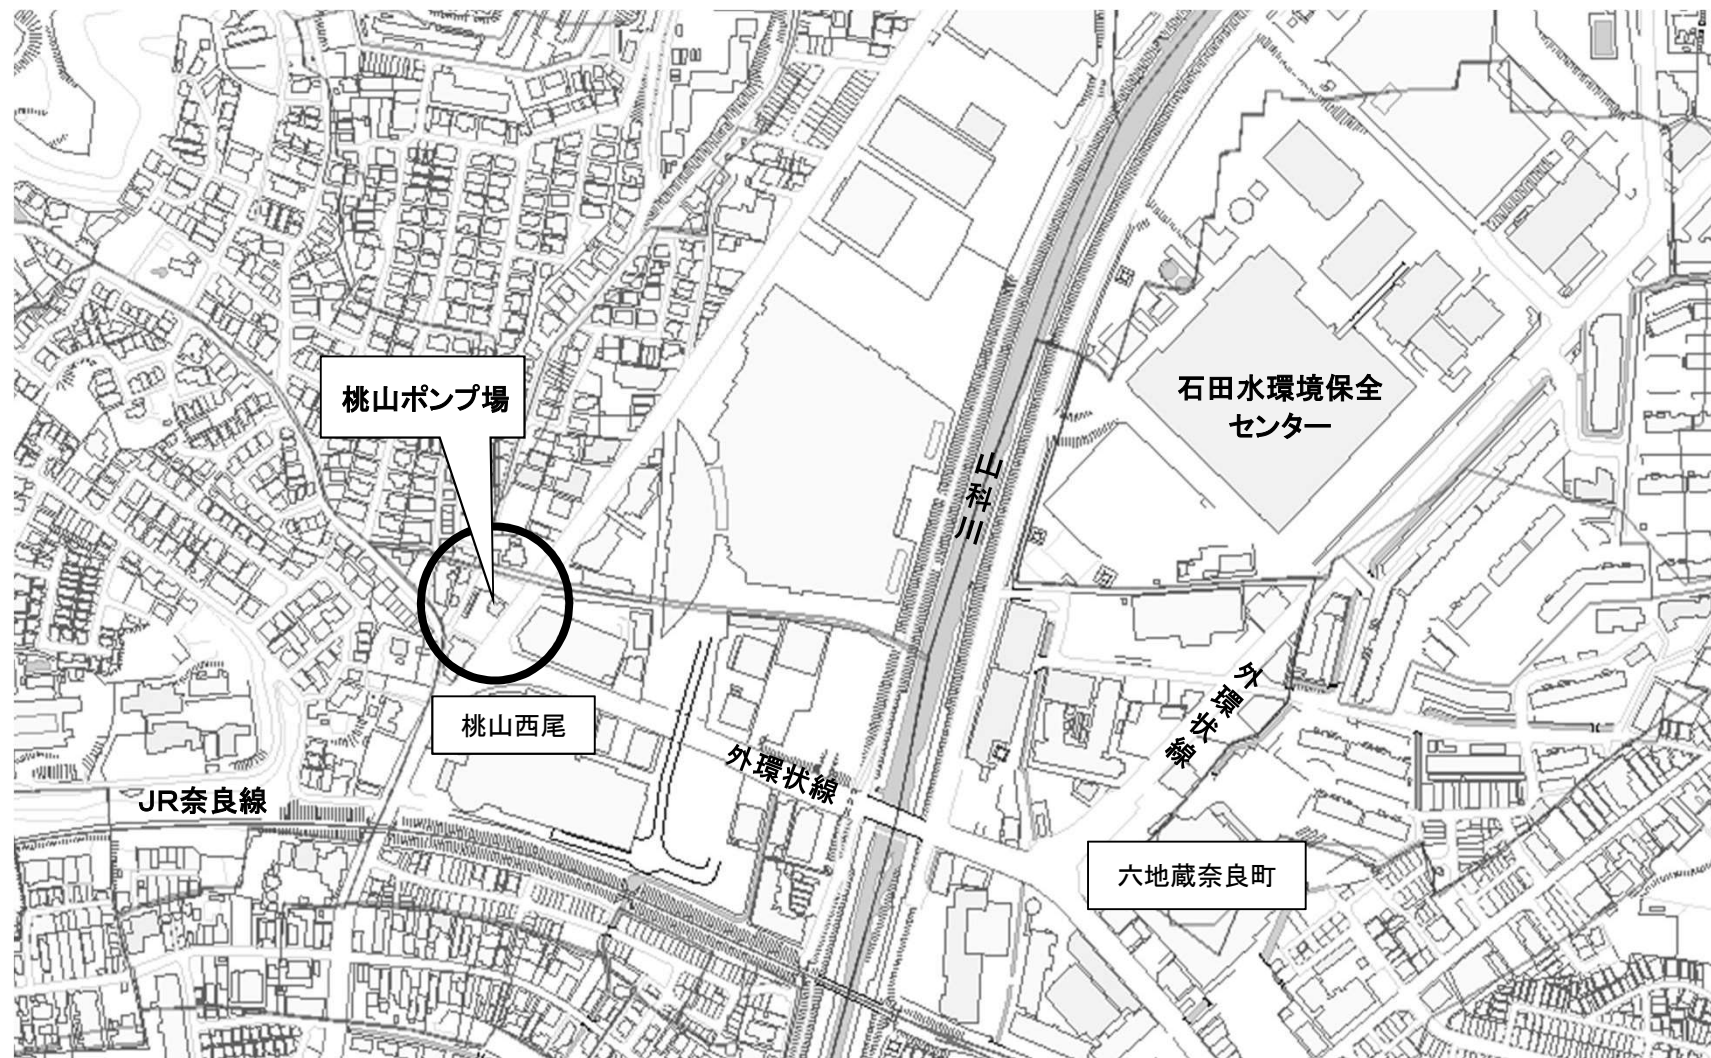 桃山ポンプ場
石田水環境保全
センター
山科川
外環状線
桃山西尾
外環状線
JR奈良線
六地蔵奈良町